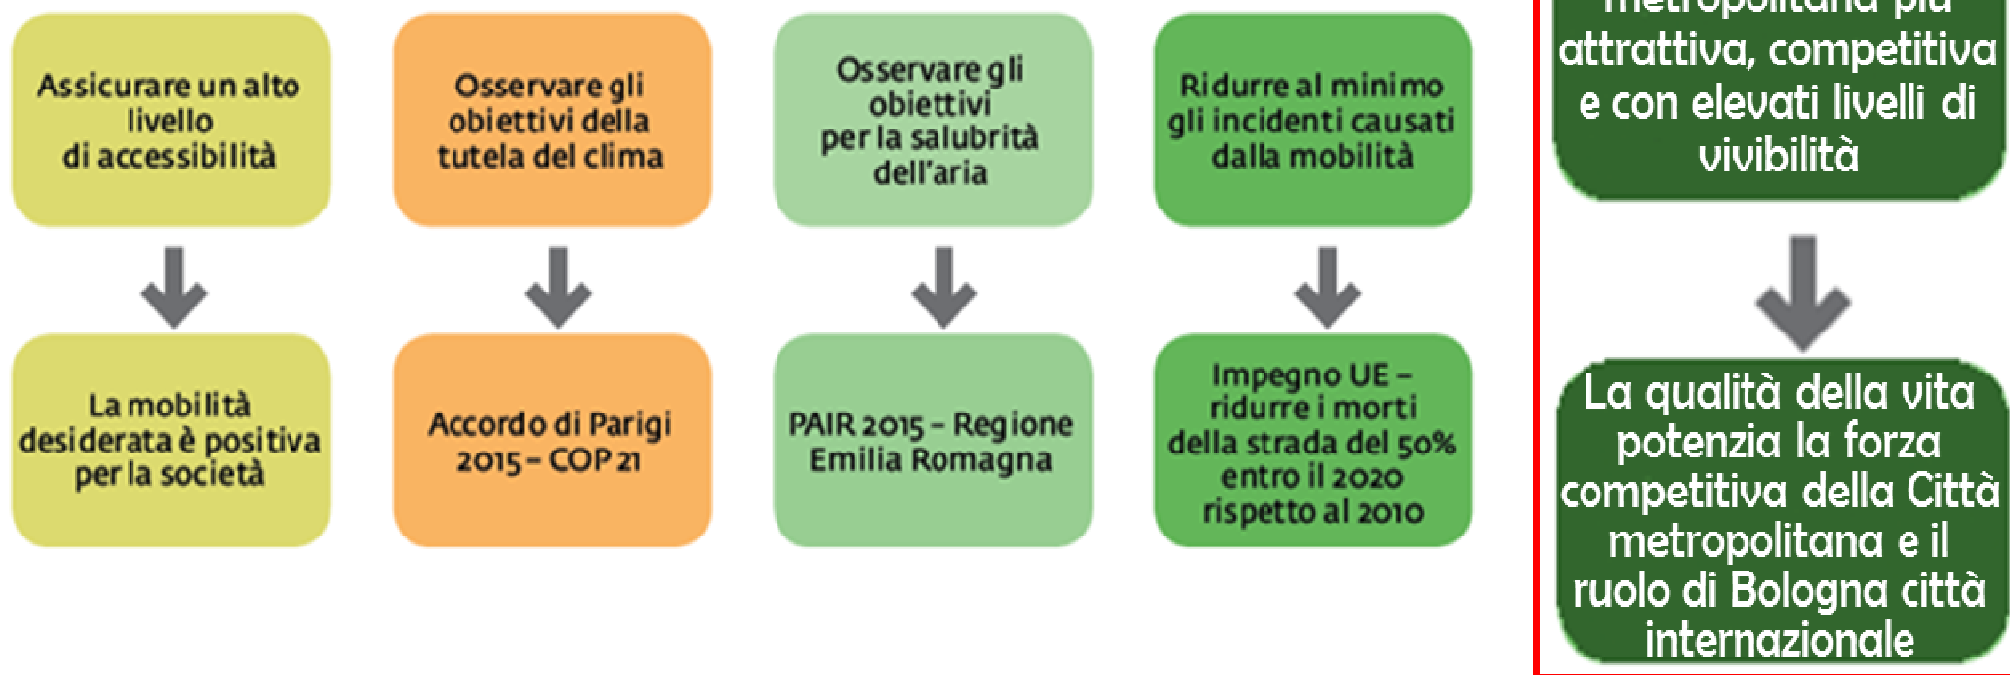 Assicurare un alto
livello
di accessibilità
La mobilità
desiderata è positiva
per la società
Osservare gli
obiettivi della
tutela del clima
Accordo di Parigi
2015 – COP 21
Osservare gli
obiettivi
per la salubrità
dell'aria
PAIR 2015 – Regione
Emilia Romagna
Ridurre al minimo
gli incidenti causati
dalla mobilità
Impegno UE –
ridurre i morti
della strada del 50%
entro il 2020
rispetto al 2010
metropolitana più
attrattiva, competitiva
e con elevati livelli di
vivibilità
La qualità della vita
potenzia la forza
competitiva della Città
metropolitana e il
ruolo di Bologna città
internazionale